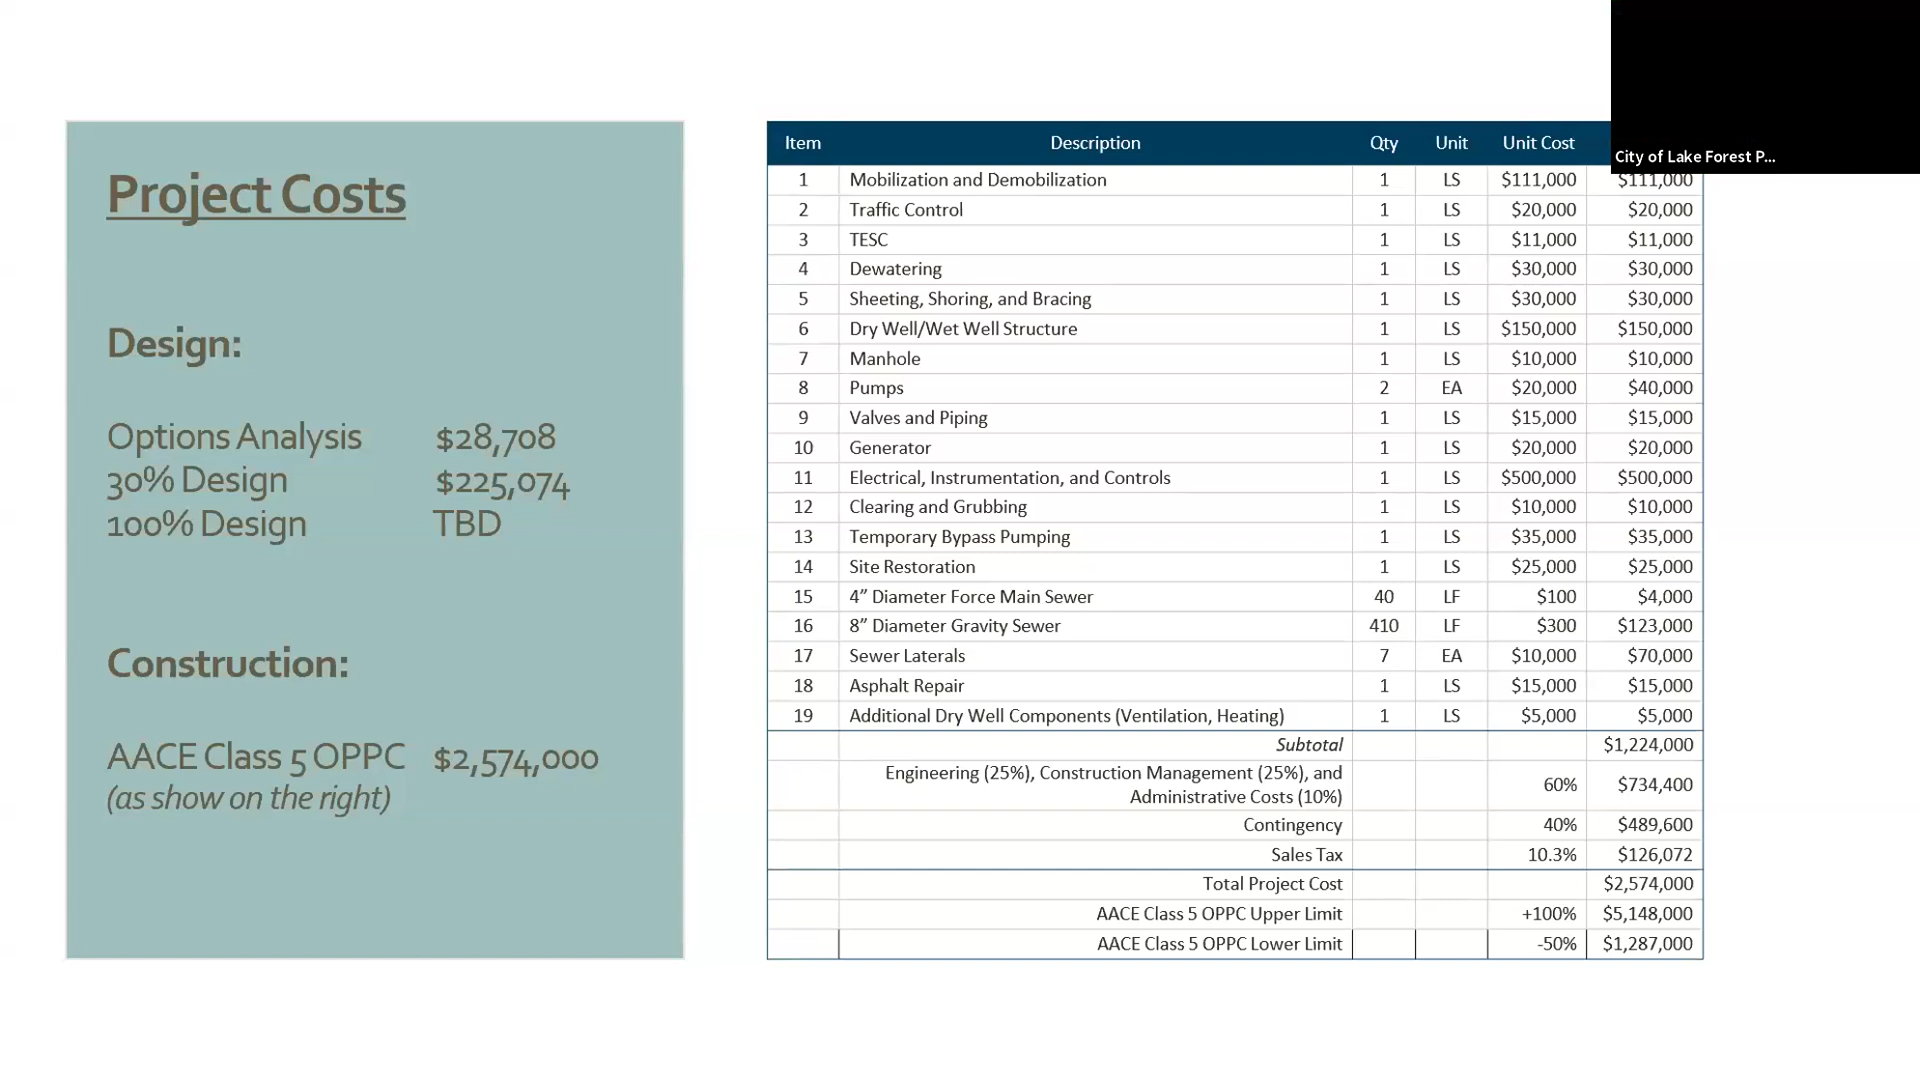 City of Lake Forest P...
Project Costs
Design:
Options Analysis $28,708
30% Design $225,074
100% Design TBD
Construction:
AACE Class 5 OPPC $2,574,000
(as show on the right)
Item Description Qty Unit Unit Cost
1 Mobilization and Demobilization 1 LS $111,000 $111,000
2 Traffic Control 1 LS $20,000 $20,000
3 TESC 1 LS $11,000 $11,000
4 Dewatering 1 LS $30,000 $30,000
5 Sheeting, Shoring, and Bracing 1 LS $30,000 $30,000
6 Dry Well/Wet Well Structure 1 LS $150,000 $150,000
7 Manhole 1 LS $10,000 $10,000
8 Pumps 2 EA $20,000 $40,000
9 Valves and Piping 1 LS $15,000 $15,000
10 Generator 1 LS $20,000 $20,000
11 Electrical, Instrumentation, and Controls 1 LS $500,000 $500,000
12 Clearing and Grubbing 1 LS $10,000 $10,000
13 Temporary Bypass Pumping 1 LS $35,000 $35,000
14 Site Restoration 1 LS $25,000 $25,000
15 4” Diameter Force Main Sewer 40 LF $100 $4,000
16 8” Diameter Gravity Sewer 410 LF $300 $123,000
17 Sewer Laterals 7 EA $10,000 $70,000
18 Asphalt Repair 1 LS $15,000 $15,000
19 Additional Dry Well Components (Ventilation, Heating) 1 LS $5,000 $5,000
Subtotal $1,224,000
Engineering (25%), Construction Management (25%), and
Administrative Costs (10%) 60% $734,400
Contingency 40% $489,600
Sales Tax 10.3% $126,072
Total Project Cost $2,574,000
AACE Class 5 OPPC Upper Limit +100% $5,148,000
AACE Class 5 OPPC Lower Limit -50% $1,287,000